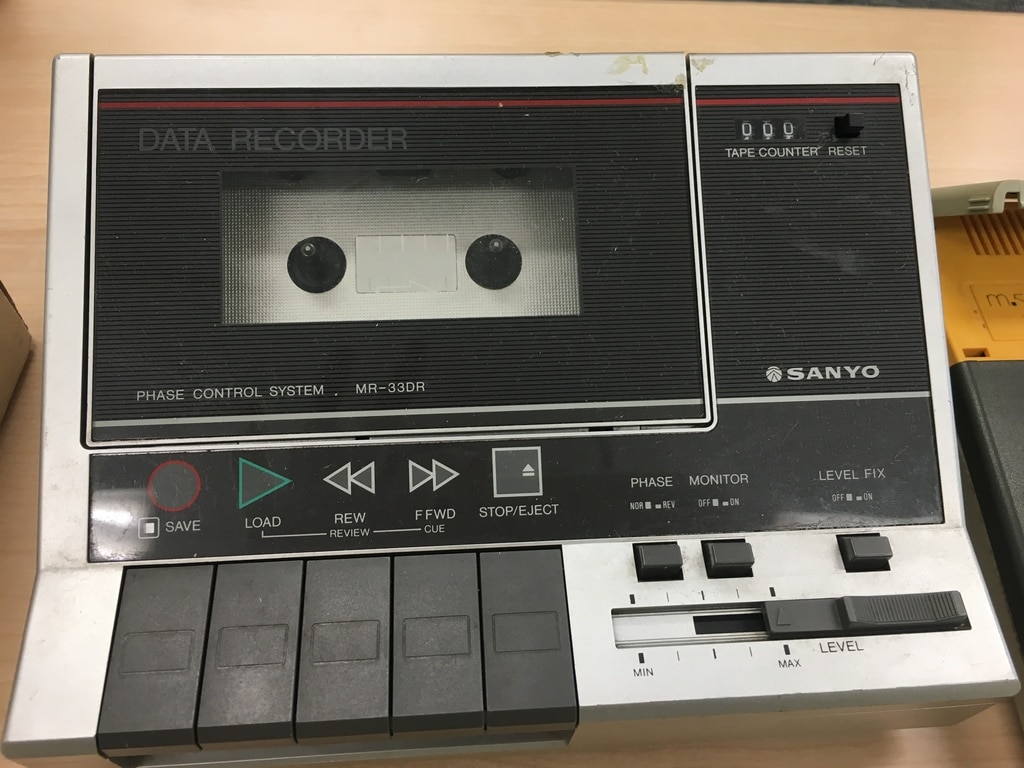 DATA RECORDER
000
TAPE COUNTER RESET
PHASE CONTROL SYSTEM MR-33DR
SANYO
SAVE
LOAD
REW
F FWD
REVIEW
CUE
STOP/EJECT
PHASE
NOR REV
MONITOR
OFF ON
LEVEL FIX
OFF ON
MIN
MAX
LEVEL